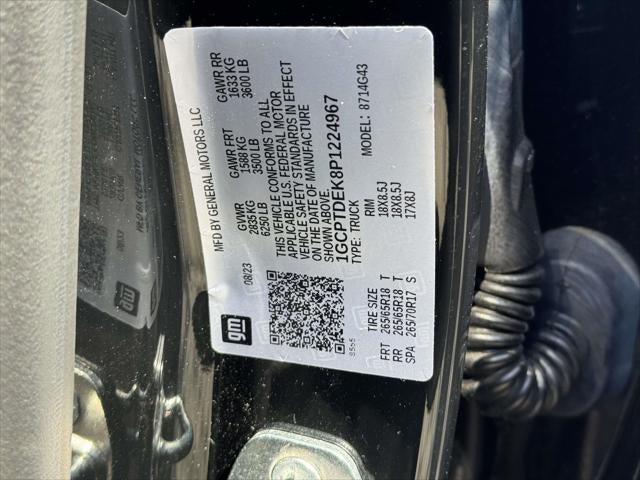 MFD BY GENERAL MOTORS LLC
08/23
GVWR GAWR FRT GAWR RR
2835 KG 1588 KG 1633 KG
6250 LB 3500 LB 3600 LB
THIS VEHICLE CONFORMS TO ALL
APPLICABLE U.S. FEDERAL MOTOR
VEHICLE SAFETY STANDARDS IN EFFECT
ON THE DATE OF MANUFACTURE
SHOWN ABOVE.
1GCPTDEK8P1224967
TYPE: TRUCK MODEL: 8714G43
TIRE SIZE RIM
FRT 265/65R18 T 18X8.5J
RR 265/65R18 T 18X8.5J
SPA 265/70R17 S 17X8J
gm
gm